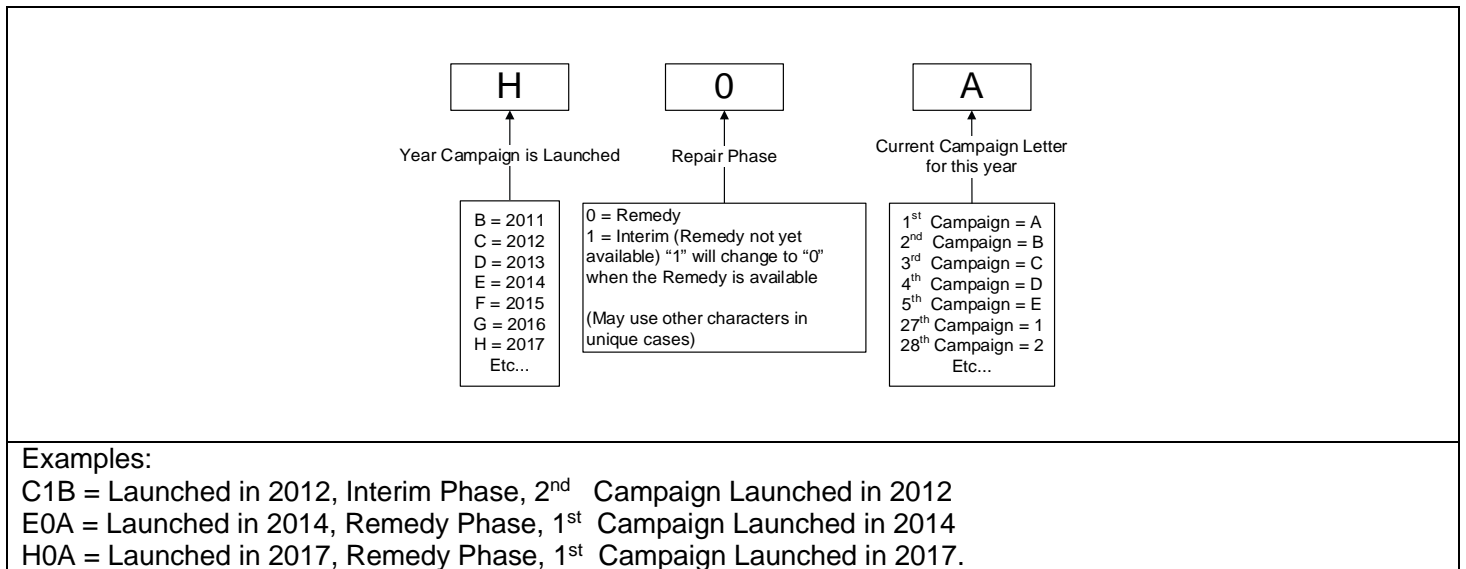 H 0 A
Year Campaign is Launched
Repair Phase
Current Campaign Letter
for this year
B = 2011
C = 2012
D = 2013
E = 2014
F = 2015
G = 2016
H = 2017
Etc...
0 = Remedy
1 = Interim (Remedy not yet
available) “1” will change to “0”
when the Remedy is available
(May use other characters in
unique cases)
1st Campaign = A
2nd Campaign = B
3rd Campaign = C
4th Campaign = D
5th Campaign = E
27th Campaign = 1
28th Campaign = 2
Etc...
Examples:
C1B = Launched in 2012, Interim Phase, 2nd Campaign Launched in 2012
E0A = Launched in 2014, Remedy Phase, 1st Campaign Launched in 2014
H0A = Launched in 2017, Remedy Phase, 1st Campaign Launched in 2017.